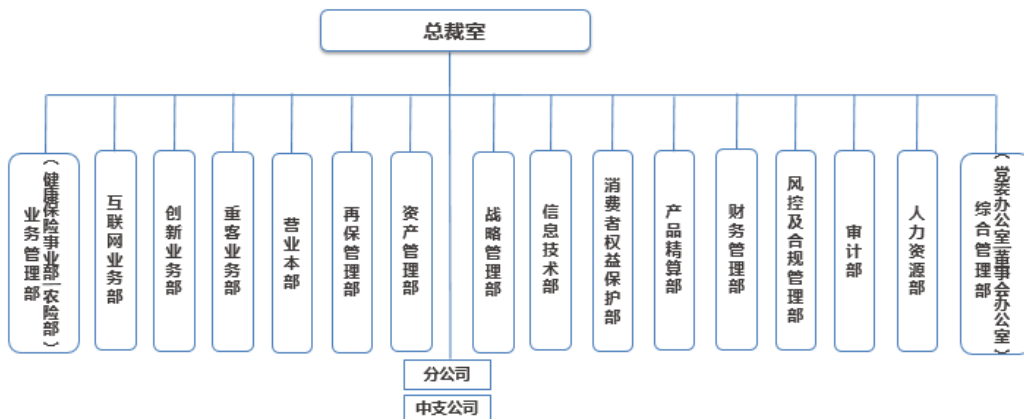 总裁室
业务管理部
（健康保险事业部|农险部）
互联网业务部
创新业务部
重客业务部
营业本部
再保管理部
资产管理部
战略管理部
信息技术部
消费者权益保护部
产品精算部
财务管理部
风控及合规管理部
审计部
人力资源部
综合管理部
（党委办公室|董事会办公室）
分公司
中支公司